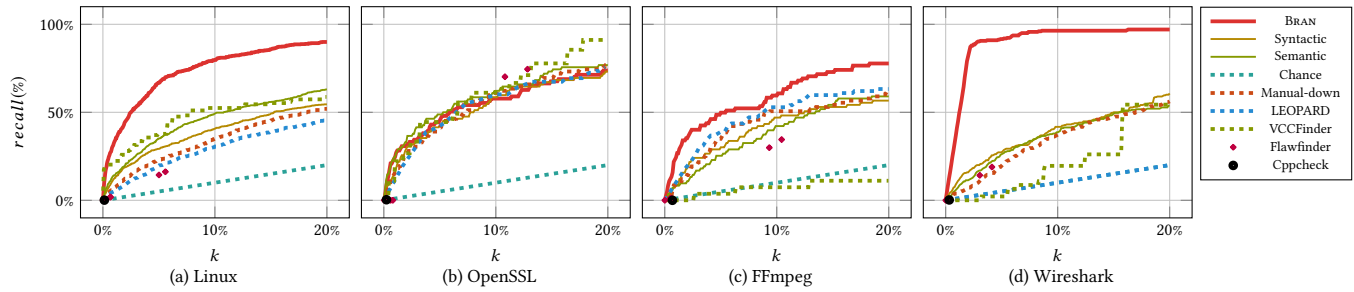 100%
50%
0%
recall(%)
0% 10% 20%
k
(a) Linux
0% 10% 20%
k
(b) OpenSSL
0% 10% 20%
k
(c) FFmpeg
0% 10% 20%
k
(d) Wireshark
BRAN
Syntactic
Semantic
Chance
Manual-down
LEOPARD
VCCFinder
Flawfinder
Cppcheck